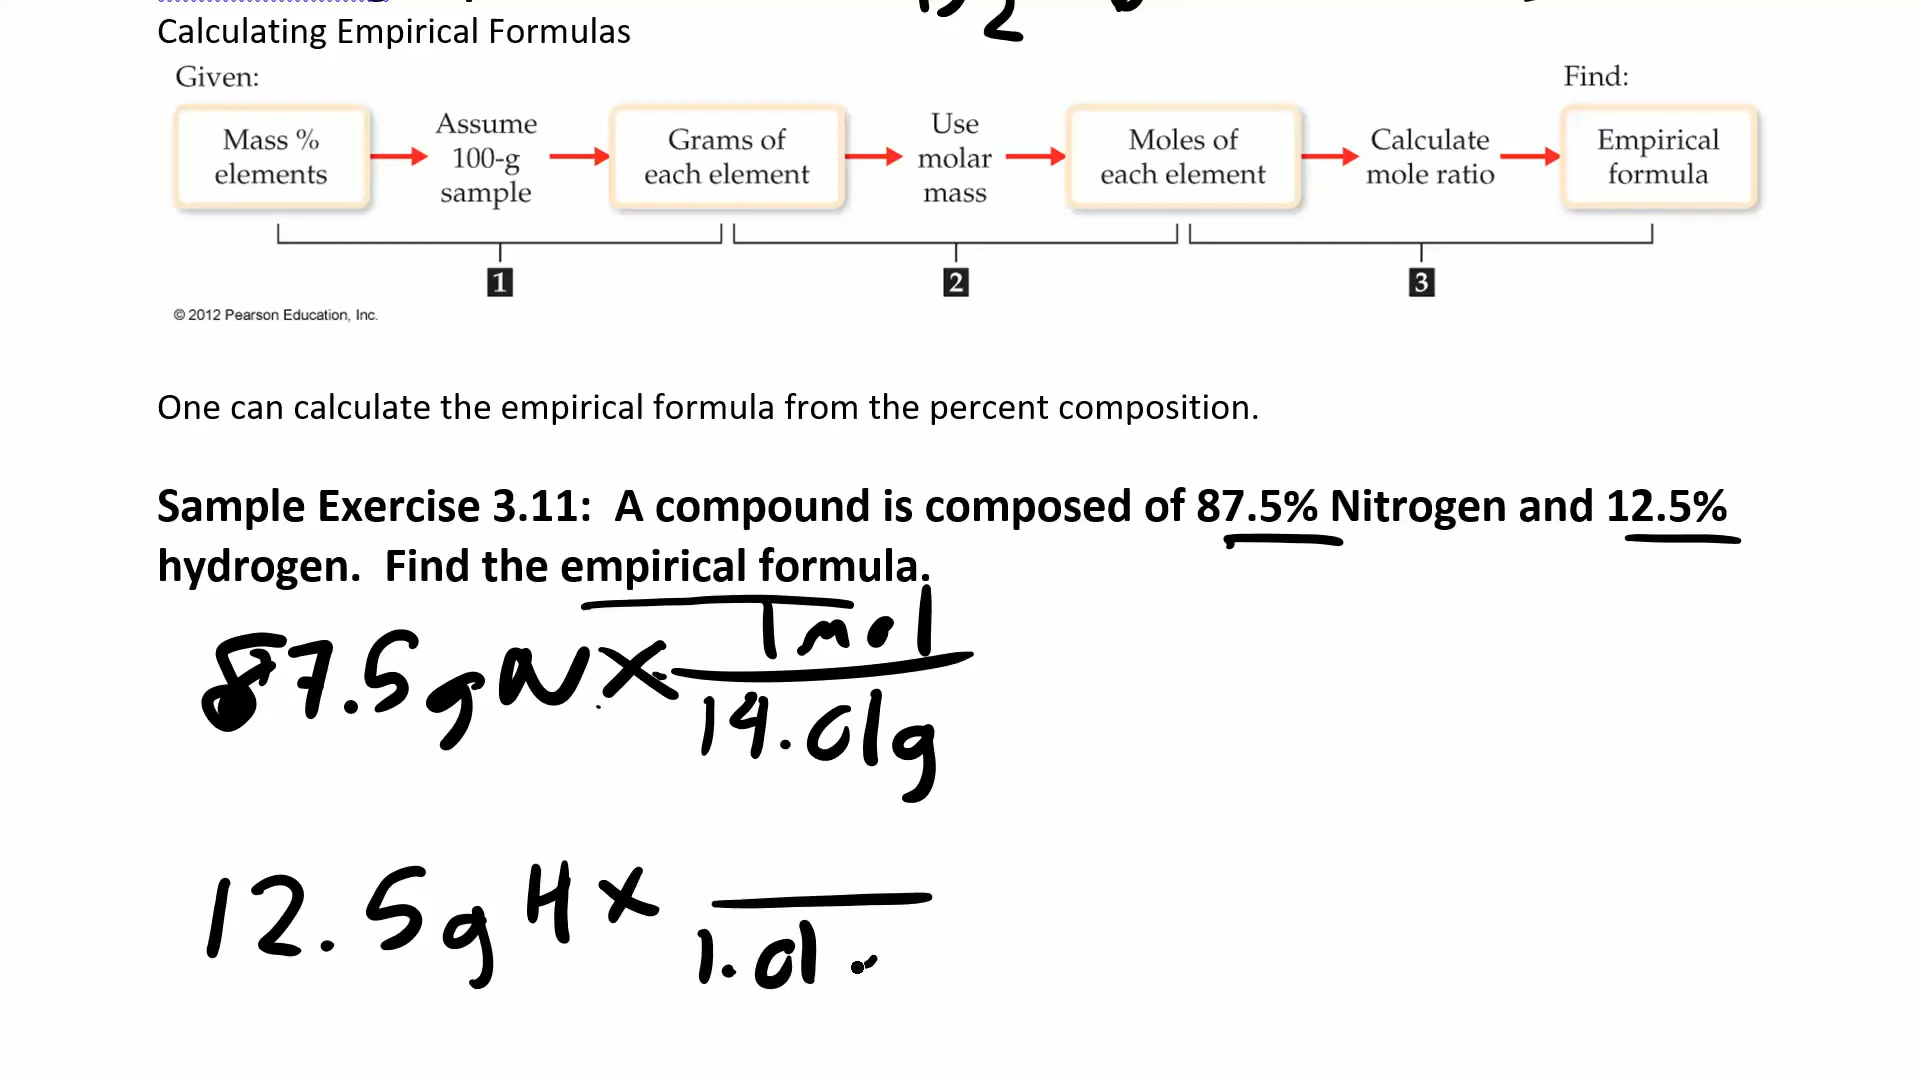 Calculating Empirical Formulas
Given:
Find:
Mass %
elements
Assume
100-g
sample
Grams of
each element
Use
molar
mass
Moles of
each element
Calculate
mole ratio
Empirical
formula
1
2
3
© 2012 Pearson Education, Inc.
One can calculate the empirical formula from the percent composition.
Sample Exercise 3.11: A compound is composed of 87.5% Nitrogen and 12.5%
hydrogen. Find the empirical formula.
87.5g N x 1 mol
14.01g
12.5g H x
1.01